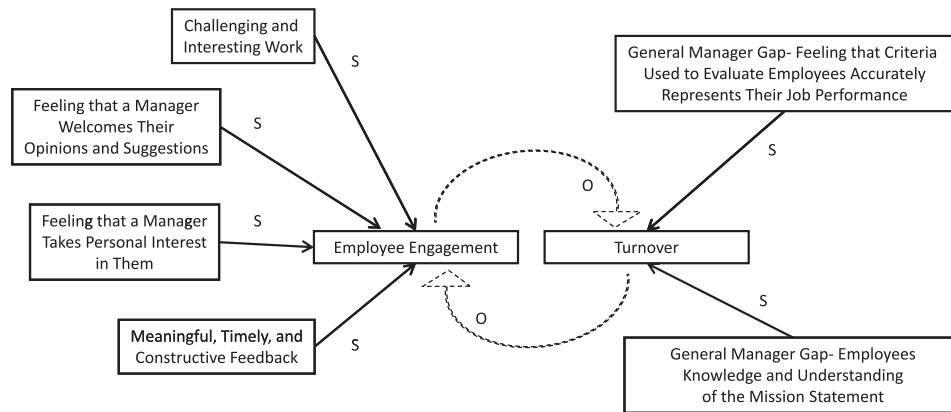 Challenging and
Interesting Work
S
General Manager Gap- Feeling that Criteria
Used to Evaluate Employees Accurately
Represents Their Job Performance
S
Feeling that a Manager
Welcomes Their
Opinions and Suggestions
S
O
Feeling that a Manager
Takes Personal Interest
in Them
S
Employee Engagement
Turnover
Meaningful, Timely, and
Constructive Feedback
S
O
S
General Manager Gap- Employees
Knowledge and Understanding
of the Mission Statement